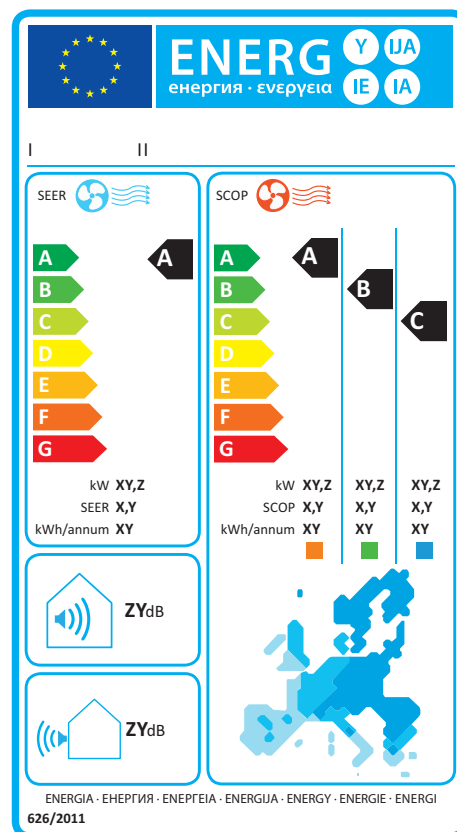 ENERG Y IJA
енергия · ενεργεια IE IA
I II
SEER
A A
B
C
D
E
F
G
kW XY,Z
SEER X,Y
kWh/annum XY
SCOP
A A
B B
C C
D
E
F
G
kW XY,Z XY,Z XY,Z
SCOP X,Y X,Y X,Y
kWh/annum XY XY XY
ZYdB
ZYdB
ENERGIA · ЕНЕРГИЯ · ΕΝΕΡΓΕΙΑ · ENERGIJA · ENERGY · ENERGIE · ENERGI
626/2011